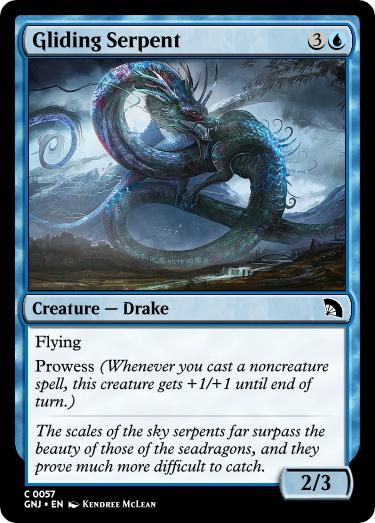 Gliding Serpent 3
Creature — Drake
Flying
Prowess (Whenever you cast a noncreature
spell, this creature gets +1/+1 until end of
turn.)
The scales of the sky serpents far surpass the
beauty of those of the seadragons, and they
prove much more difficult to catch.
2/3
C 0057
GNJ • EN Kendree McLean